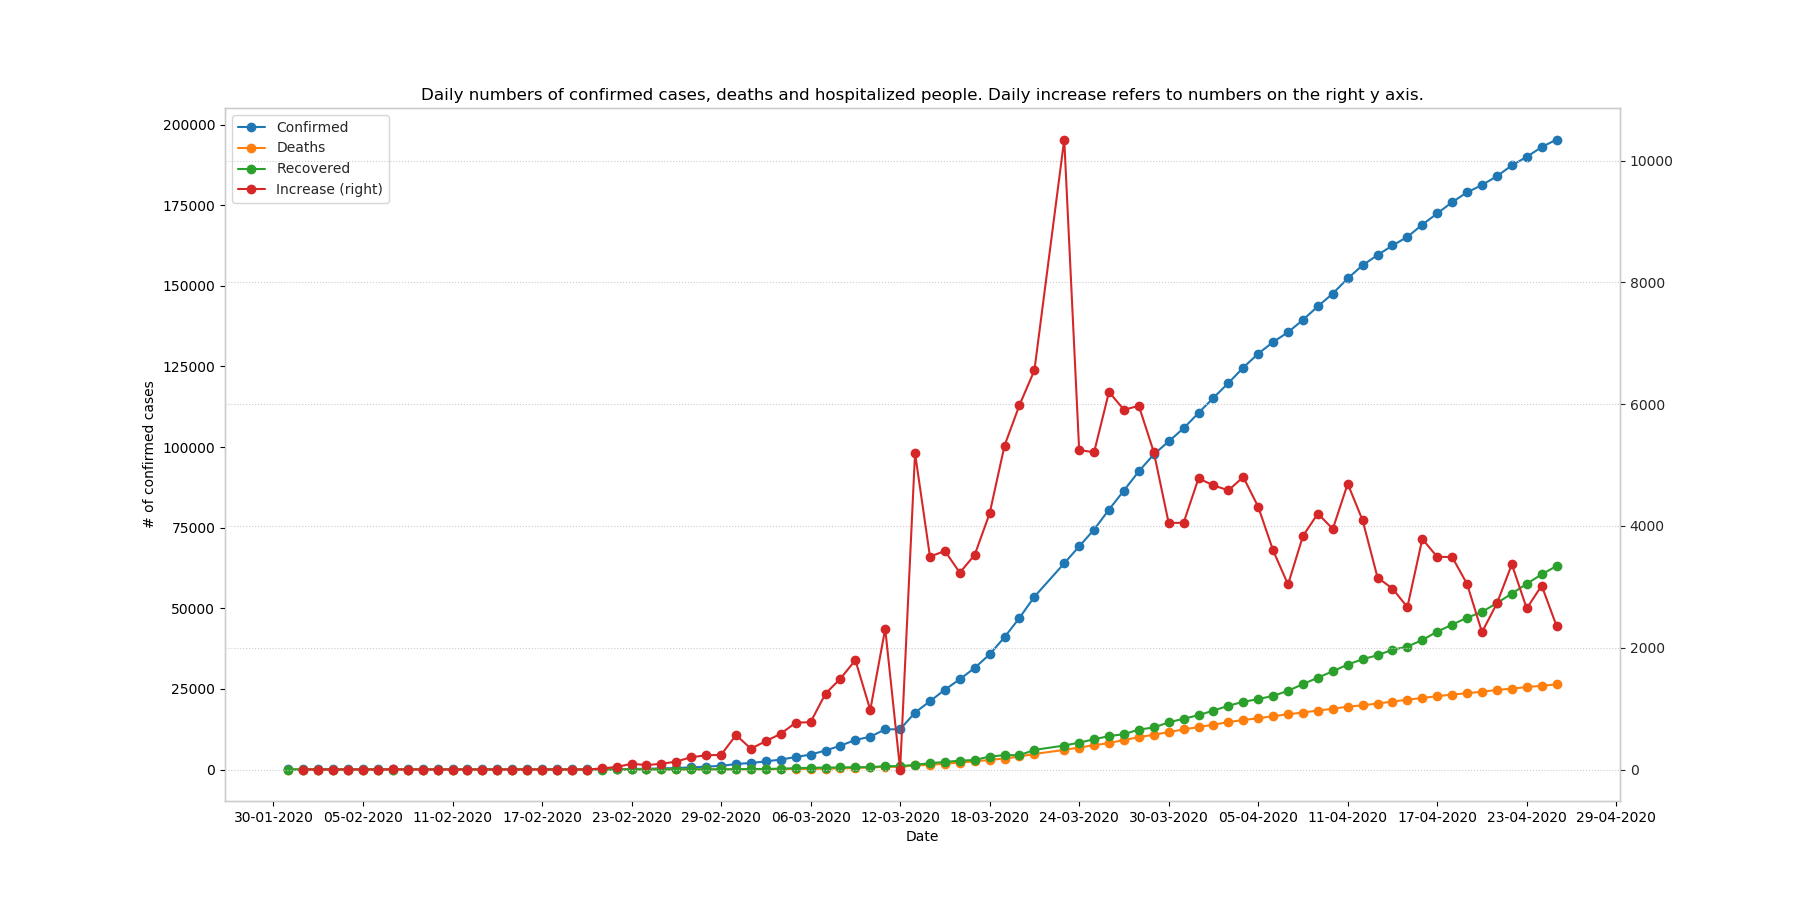 Daily numbers of confirmed cases, deaths and hospitalized people. Daily increase refers to numbers on the right y axis.
Confirmed
Deaths
Recovered
Increase (right)
200000
175000
150000
125000
100000
75000
50000
25000
0
# of confirmed cases
10000
8000
6000
4000
2000
0
30-01-2020 05-02-2020 11-02-2020 17-02-2020 23-02-2020 29-02-2020 06-03-2020 12-03-2020 18-03-2020 24-03-2020 30-03-2020 05-04-2020 11-04-2020 17-04-2020 23-04-2020 29-04-2020
Date